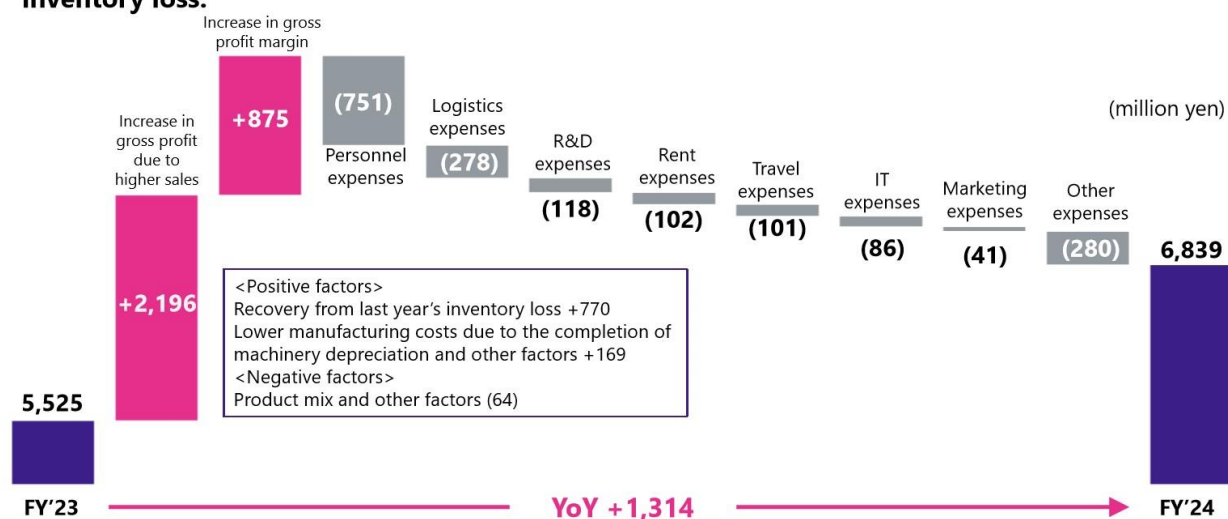 inventory loss.
Increase in gross
profit margin
+875
(751)
Personnel
expenses
Logistics
expenses
(278)
R&D
expenses
(118)
Rent
expenses
(102)
Travel
expenses
(101)
IT
expenses
(86)
Marketing
expenses
(41)
Other
expenses
(280)
(million yen)
Increase in
gross profit
due to
higher sales
+2,196
<Positive factors>
Recovery from last year’s inventory loss +770
Lower manufacturing costs due to the completion of
machinery depreciation and other factors +169
<Negative factors>
Product mix and other factors (64)
5,525
6,839
FY’23
YoY +1,314
FY’24